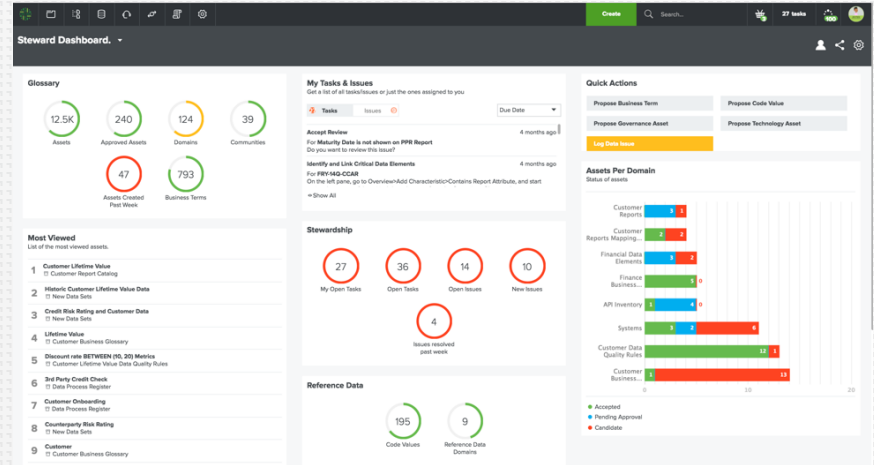 Create
Search...
3
27 tasks
100
Steward Dashboard.
Glossary
12.5K
Assets
240
Approved Assets
124
Domains
39
Communities
47
Assets Created
Past Week
793
Business Terms
Most Viewed
List of the most viewed assets.
1 Customer Lifetime Value
Customer Report Catalog
2 Historic Customer Lifetime Value Data
New Data Sets
3 Credit Risk Rating and Customer Data
New Data Sets
4 Lifetime Value
Customer Business Glossary
5 Discount rate BETWEEN (10, 20) Metrics
Customer Lifetime Value Data Quality Rules
6 3rd Party Credit Check
Data Process Register
7 Customer Onboarding
Data Process Register
8 Counterparty Risk Rating
New Data Sets
9 Customer
Customer Business Glossary
My Tasks & Issues
Get a list of all tasks/issues or just the ones assigned to you
Tasks Issues
Due Date
Accept Review 4 months ago
For Maturity Date is not shown on PPR Report
Do you want to review this issue?
Identify and Link Critical Data Elements 4 months ago
For FRY-14Q-CCAR
On the left pane, go to Overview>Add Characteristic>Contains Report Attribute, and start
Show All
Stewardship
27
My Open Tasks
36
Open Tasks
14
Open Issues
10
New Issues
4
Issues resolved
past week
Reference Data
195
Code Values
9
Reference Data
Domains
Quick Actions
Propose Business Term
Propose Code Value
Propose Governance Asset
Propose Technology Asset
Log Data Issue
Assets Per Domain
Status of assets
Customer
Reports
3 1
Customer
Reports Mapping...
2 2
Financial Data
Elements
3 2
Finance
Business...
5 0
API Inventory
1 4 0
Systems
3 2 6
Customer Data
Quality Rules
12 1
Customer
Business...
1 13
0 10 20
Accepted
Pending Approval
Candidate